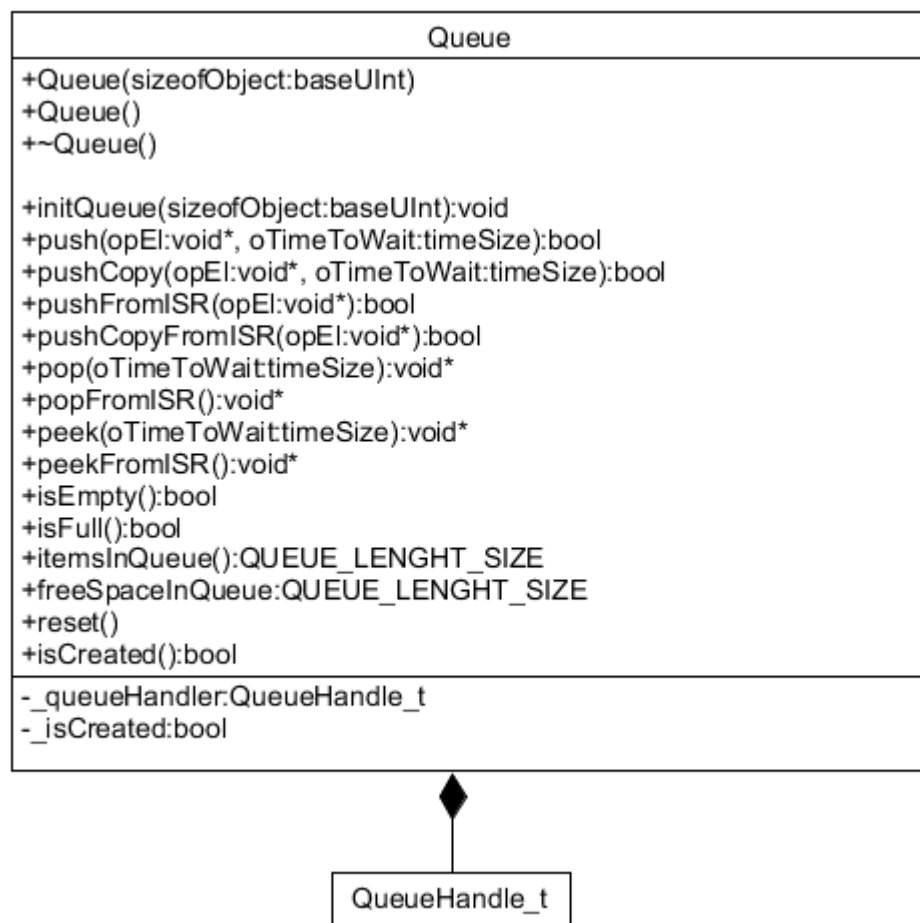 Queue
+Queue(sizeofObject:baseUInt)
+Queue()
+~Queue()
+initQueue(sizeofObject:baseUInt):void
+push(opEl:void*, oTimeToWait:timeSize):bool
+pushCopy(opEl:void*, oTimeToWait:timeSize):bool
+pushFromISR(opEl:void*):bool
+pushCopyFromISR(opEl:void*):bool
+pop(oTimeToWait:timeSize):void*
+popFromISR():void*
+peek(oTimeToWait:timeSize):void*
+peekFromISR():void*
+isEmpty():bool
+isFull():bool
+itemsInQueue():QUEUE_LENGHT_SIZE
+freeSpaceInQueue:QUEUE_LENGHT_SIZE
+reset()
+isCreated():bool
-_queueHandler:QueueHandle_t
-_isCreated:bool
QueueHandle_t